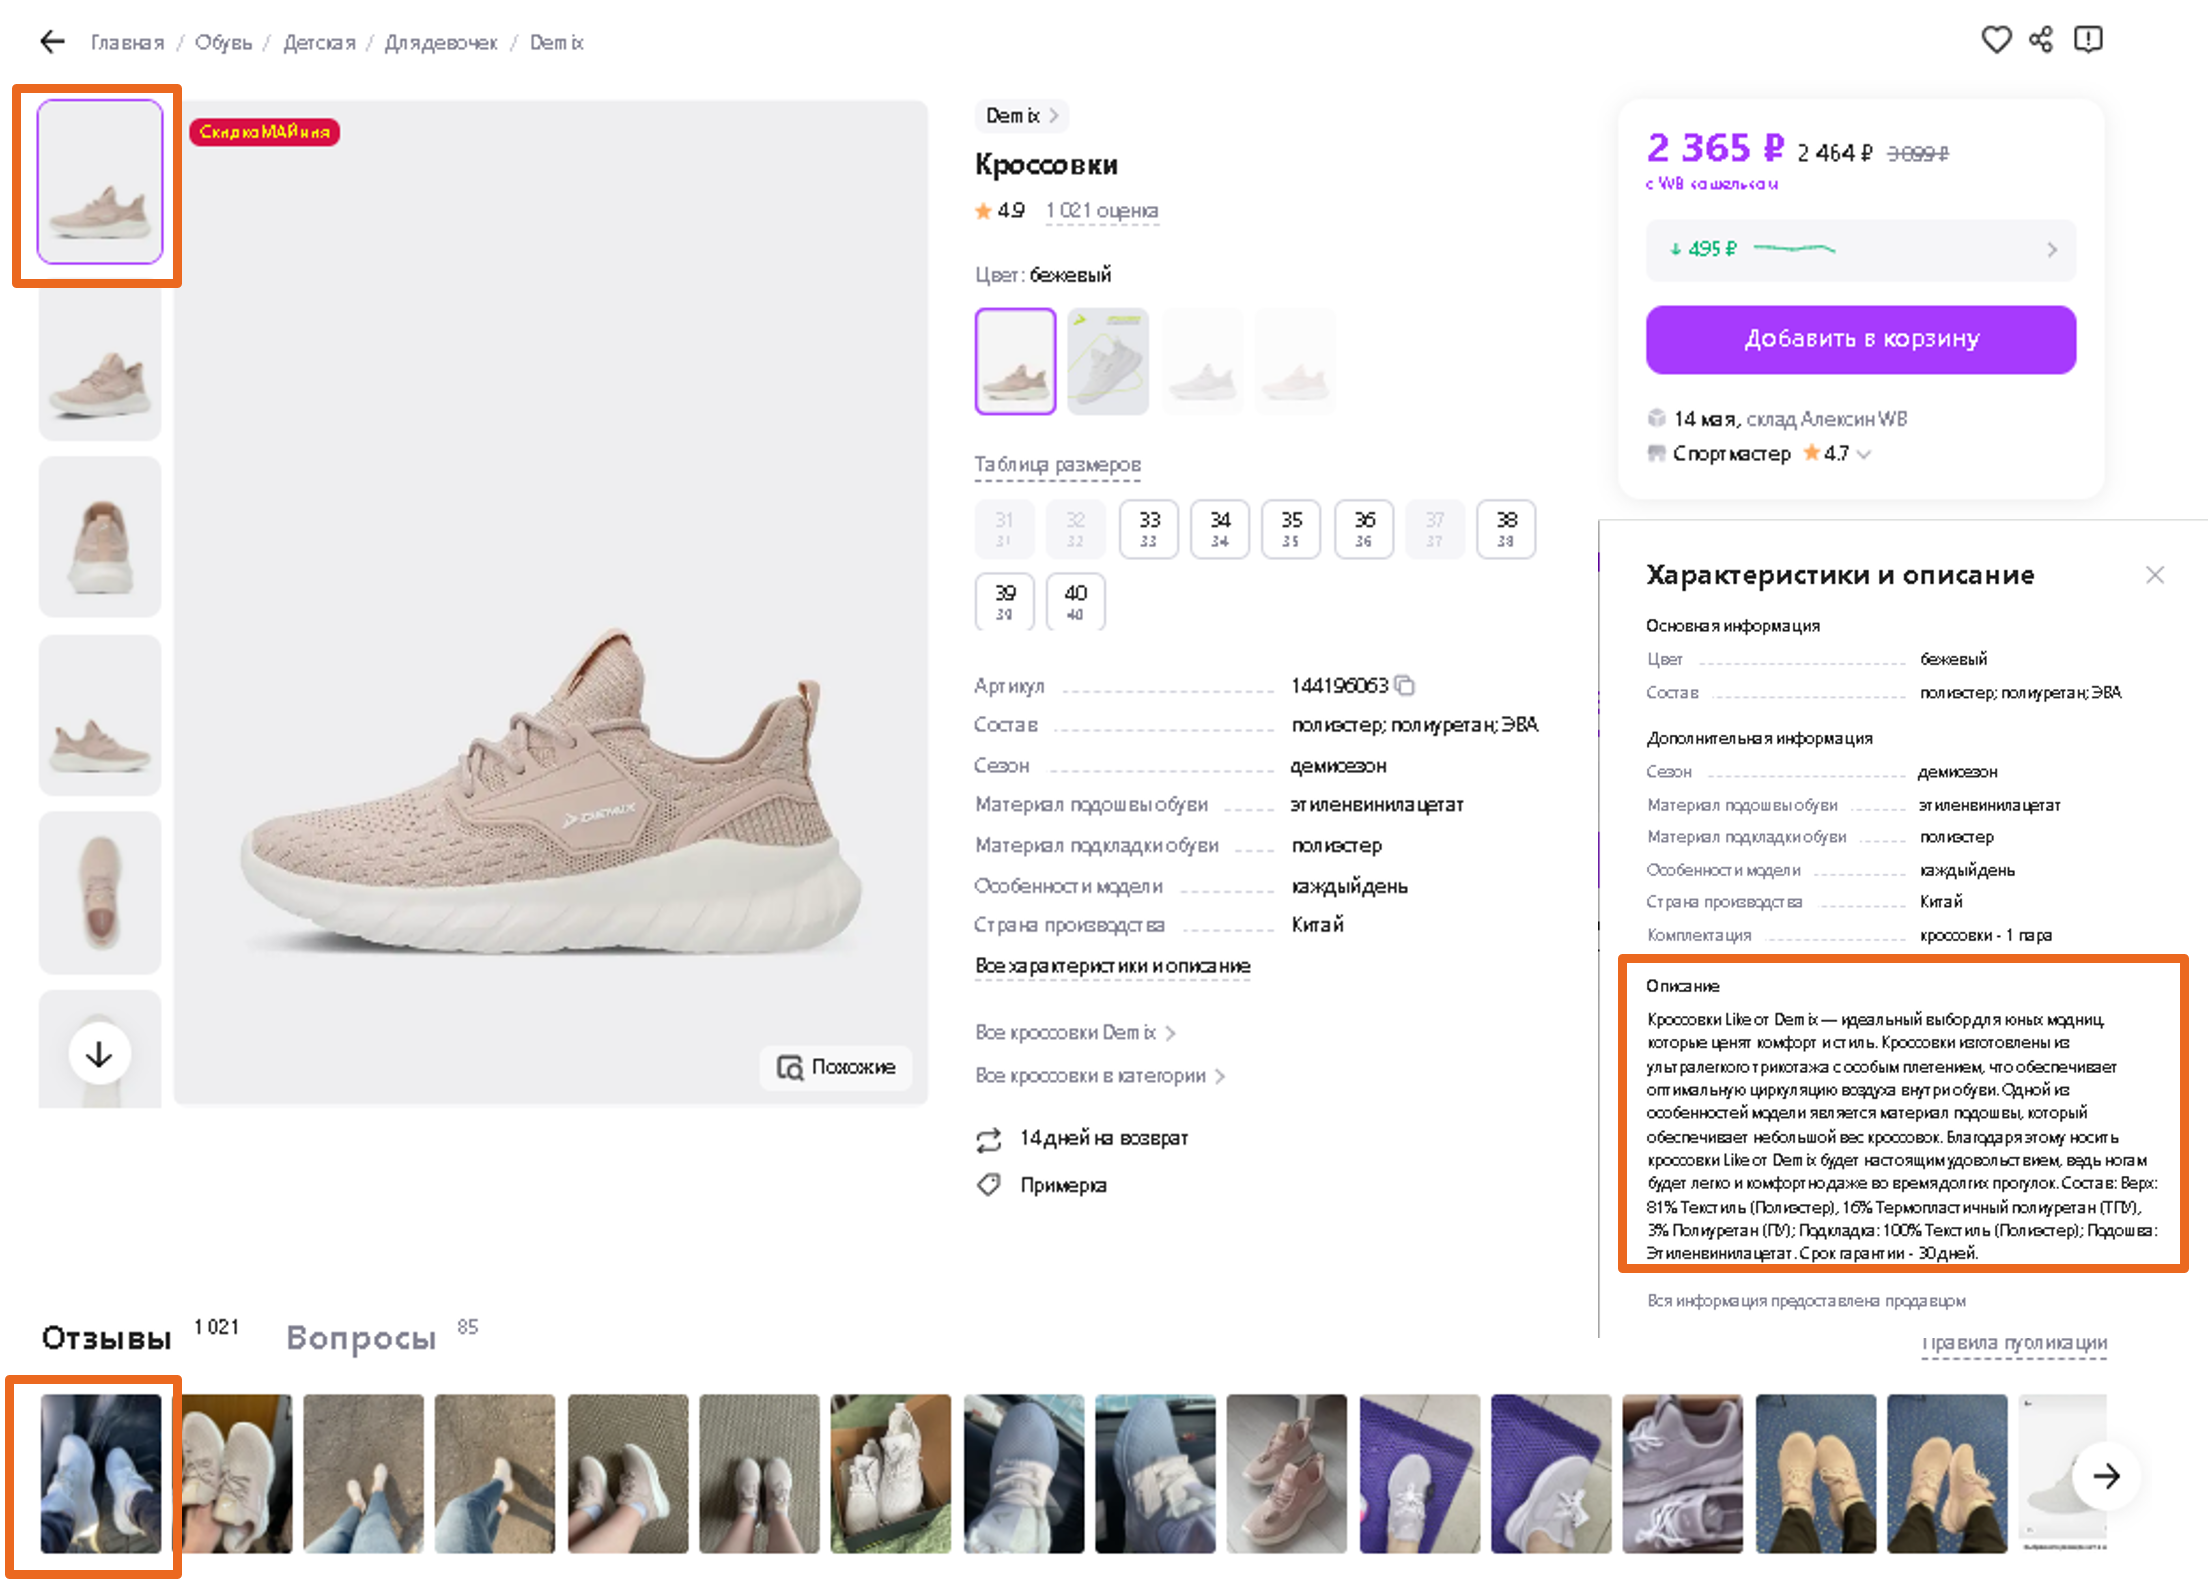 Главная / Обувь / Детская / Для девочек / Demix
Скидка МАЙния
Demix
Кроссовки
4.9 1 021 оценка
Цвет: бежевый
Таблица размеров
31 32 33 34 35 36 37 38
31 32 33 34 35 36 37 38
39 40
39 40
Артикул 144196063
Состав полиэстер; полиуретан; ЭВА
Сезон демисезон
Материал подошвы обуви этиленвинилацетат
Материал подкладки обуви полиэстер
Особенности модели каждый день
Страна производства Китай
Все характеристики и описание
Все кроссовки Demix
Все кроссовки в категории
14 дней на возврат
Примерка
DEMIX
Похожие
2 365 ₽ 2 464 ₽ 3 099 ₽
с WB кошельком
495 ₽
Добавить в корзину
14 мая, склад Алексин WB
Спортмастер 4.7
Характеристики и описание
Основная информация
Цвет бежевый
Состав полиэстер; полиуретан; ЭВА
Дополнительная информация
Сезон демисезон
Материал подошвы обуви этиленвинилацетат
Материал подкладки обуви полиэстер
Особенности модели каждый день
Страна производства Китай
Комплектация кроссовки - 1 пара
Описание
Кроссовки Like от Demix — идеальный выбор для юных модниц,
которые ценят комфорт и стиль. Кроссовки изготовлены из
ультралегкого трикотажа с особым плетением, что обеспечивает
оптимальную циркуляцию воздуха внутри обуви. Одной из
особенностей модели является материал подошвы, который
обеспечивает небольшой вес кроссовок. Благодаря этому носить
кроссовки Like от Demix будет настоящим удовольствием, ведь ногам
будет легко и комфортно даже во время долгих прогулок. Состав: Верх:
81% Текстиль (Полиэстер), 16% Термопластичный полиуретан (ТПУ),
3% Полиуретан (ПУ); Подкладка: 100% Текстиль (Полиэстер); Подошва:
Этиленвинилацетат. Срок гарантии - 30 дней.
Вся информация предоставлена продавцом
Отзывы 1 021 Вопросы 85
Правила публикации